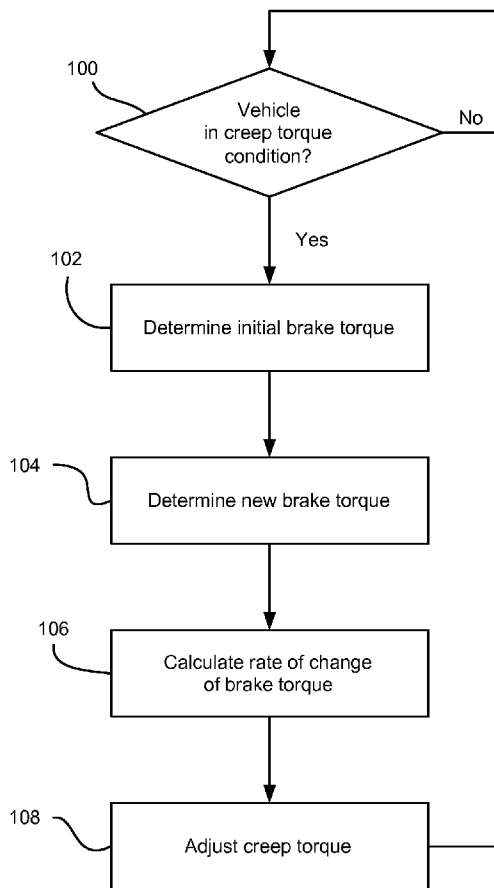 100
Vehicle
in creep torque
condition?
No
Yes
102
Determine initial brake torque
104
Determine new brake torque
106
Calculate rate of change
of brake torque
108
Adjust creep torque